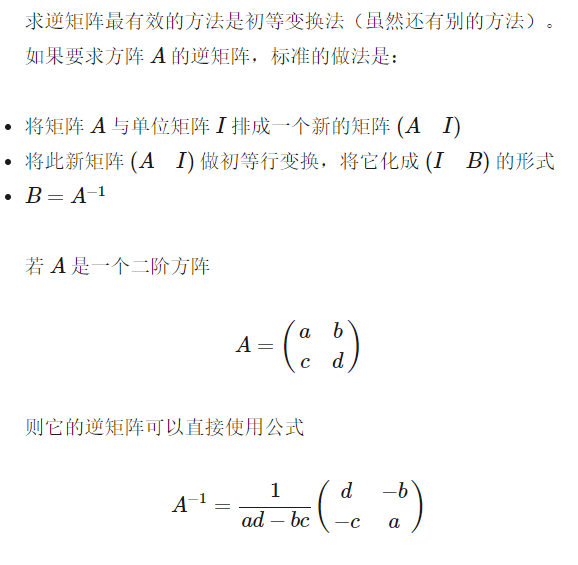 求逆矩阵最有效的方法是初等变换法（虽然还有别的方法）。
如果要求方阵 A 的逆矩阵，标准的做法是：
• 将矩阵 A 与单位矩阵 I 排成一个新的矩阵 (A I)
• 将此新矩阵 (A I) 做初等行变换，将它化成 (I B) 的形式
• B = A⁻¹
若 A 是一个二阶方阵
A = \begin{pmatrix} a & b \\ c & d \end{pmatrix}
则它的逆矩阵可以直接使用公式
A^{-1} = \frac{1}{ad - bc} \begin{pmatrix} d & -b \\ -c & a \end{pmatrix}